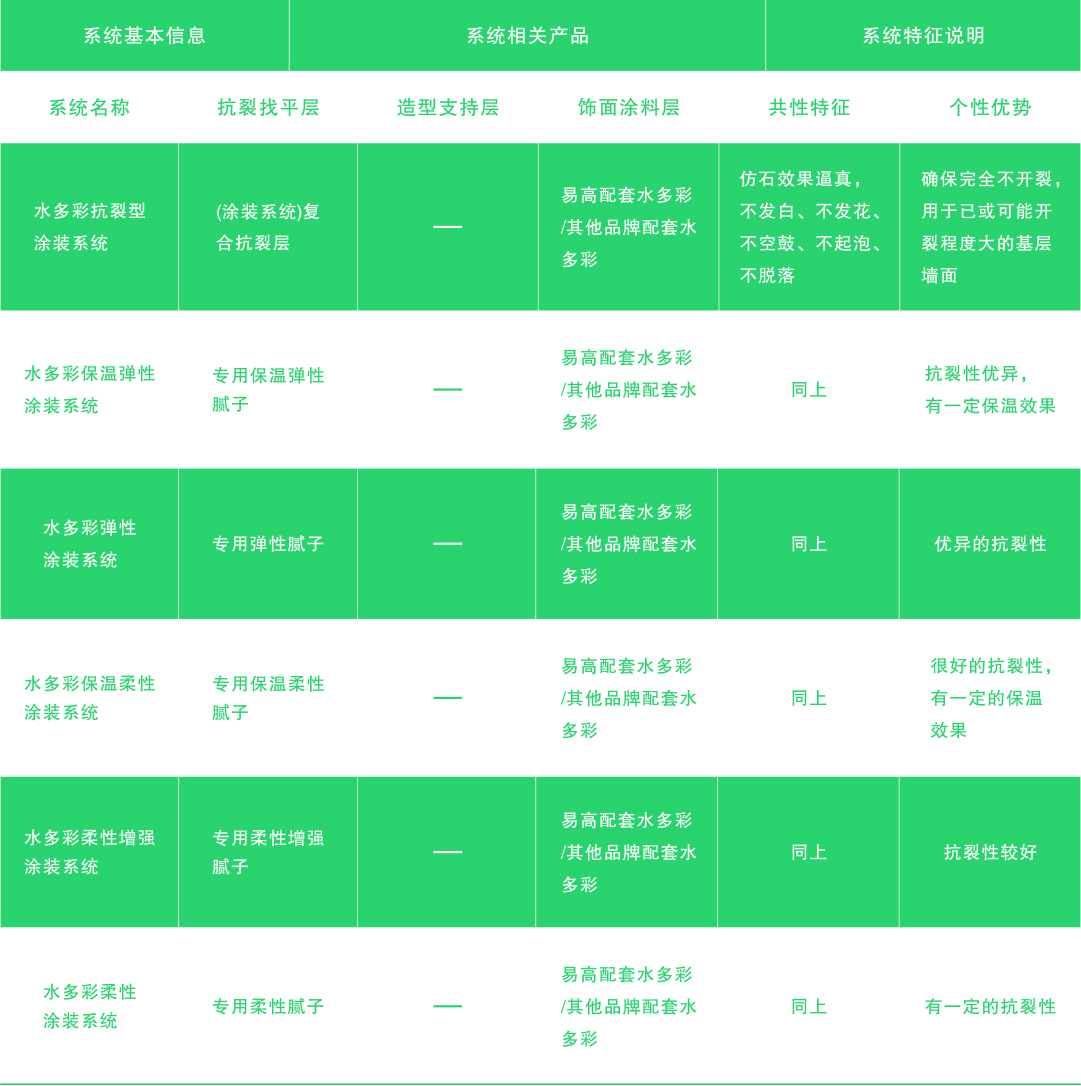 系统基本信息
系统相关产品
系统特征说明
系统名称
抗裂找平层
造型支持层
饰面涂料层
共性特征
个性优势
水多彩抗裂型
涂装系统
(涂装系统)复
合抗裂层
——
易高配套水多彩
/其他品牌配套水
多彩
仿石效果逼真，
不发白、不发花、
不空鼓、不起泡、
不脱落
确保完全不开裂，
用于已或可能开
裂程度大的基层
墙面
水多彩保温弹性
涂装系统
专用保温弹性
腻子
——
易高配套水多彩
/其他品牌配套水
多彩
同上
抗裂性优异，
有一定保温效果
水多彩弹性
涂装系统
专用弹性腻子
——
易高配套水多彩
/其他品牌配套水
多彩
同上
优异的抗裂性
水多彩保温柔性
涂装系统
专用保温柔性
腻子
——
易高配套水多彩
/其他品牌配套水
多彩
同上
很好的抗裂性，
有一定的保温
效果
水多彩柔性增强
涂装系统
专用柔性增强
腻子
——
易高配套水多彩
/其他品牌配套水
多彩
同上
抗裂性较好
水多彩柔性
涂装系统
专用柔性腻子
——
易高配套水多彩
/其他品牌配套水
多彩
同上
有一定的抗裂性